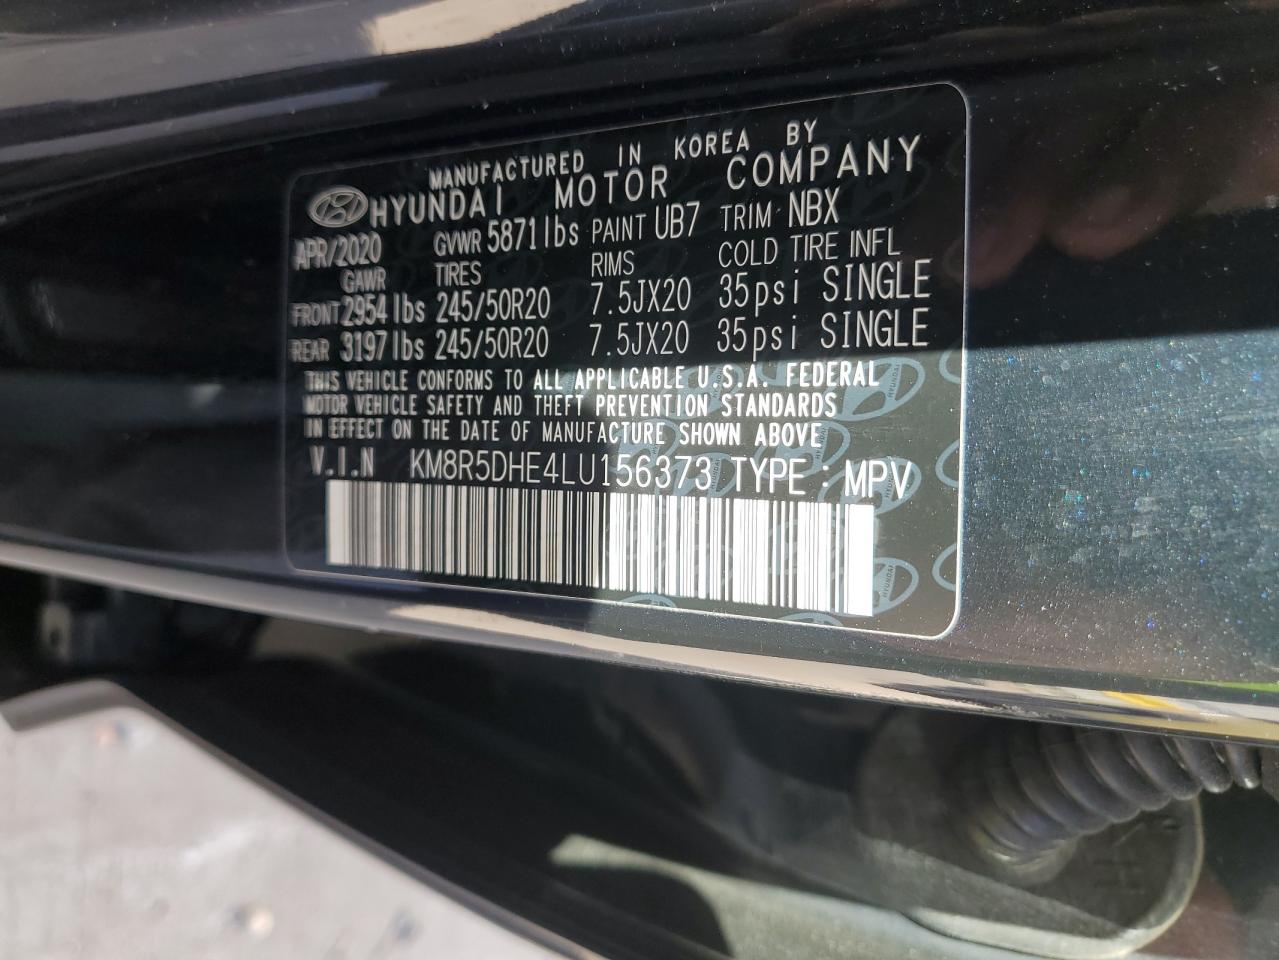 MANUFACTURED IN KOREA BY
HYUNDAI MOTOR COMPANY
APR/2020 GVWR 5871lbs PAINT UB7 TRIM NBX
GAWR TIRES RIMS COLD TIRE INFL
FRONT 2954lbs 245/50R20 7.5JX20 35psi SINGLE
REAR 3197lbs 245/50R20 7.5JX20 35psi SINGLE
THIS VEHICLE CONFORMS TO ALL APPLICABLE U.S.A. FEDERAL
MOTOR VEHICLE SAFETY AND THEFT PREVENTION STANDARDS
IN EFFECT ON THE DATE OF MANUFACTURE SHOWN ABOVE
V.I.N KM8R5DHE4LU156373 TYPE : MPV
HYUNDAI
HYUNDAI